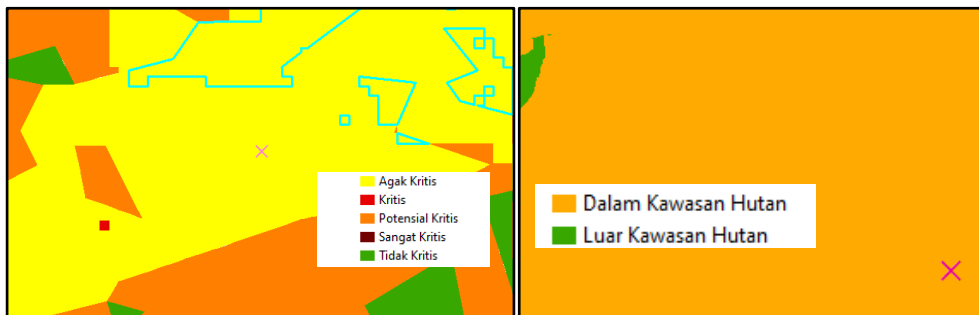 Agak Kritis
Kritis
Potensial Kritis
Sangat Kritis
Tidak Kritis
Dalam Kawasan Hutan
Luar Kawasan Hutan